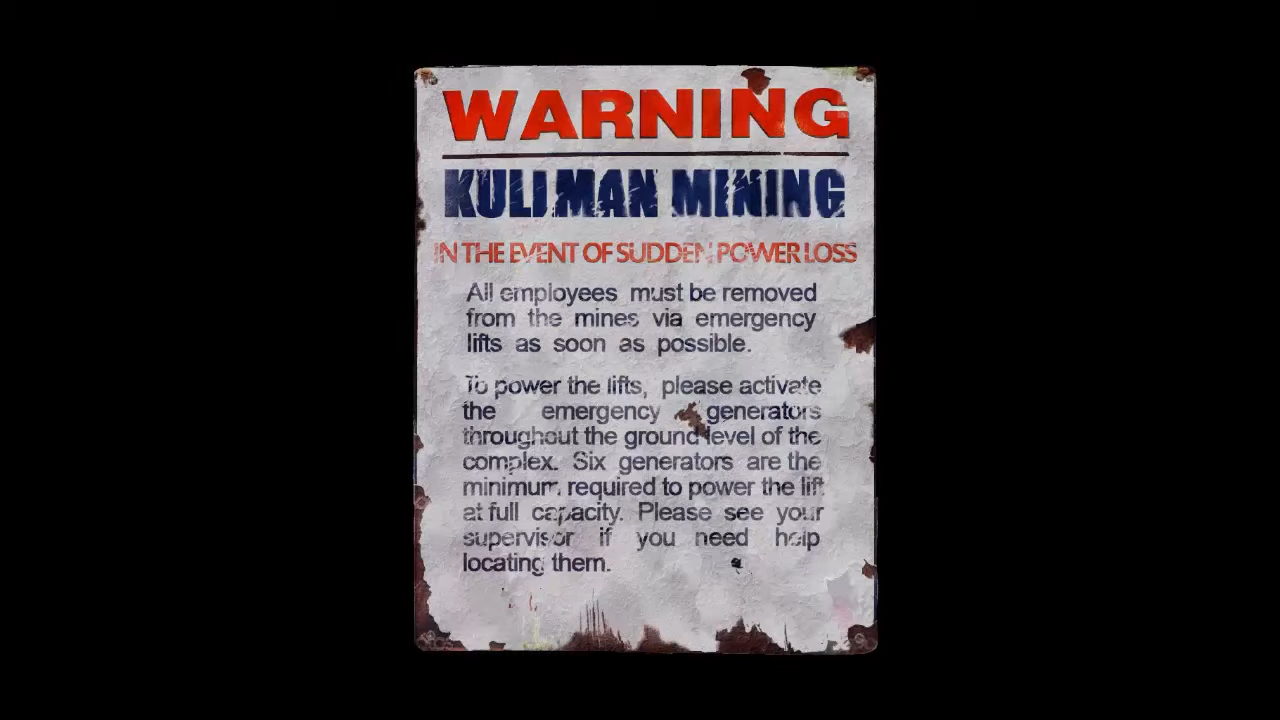 WARNING
KULLMAN MINING
IN THE EVENT OF SUDDEN POWER LOSS
All employees must be removed
from the mines via emergency
lifts as soon as possible.
To power the lifts, please activate
the emergency generators
throughout the ground level of the
complex. Six generators are the
minimum required to power the lift
at full capacity. Please see your
supervisor if you need help
locating them.